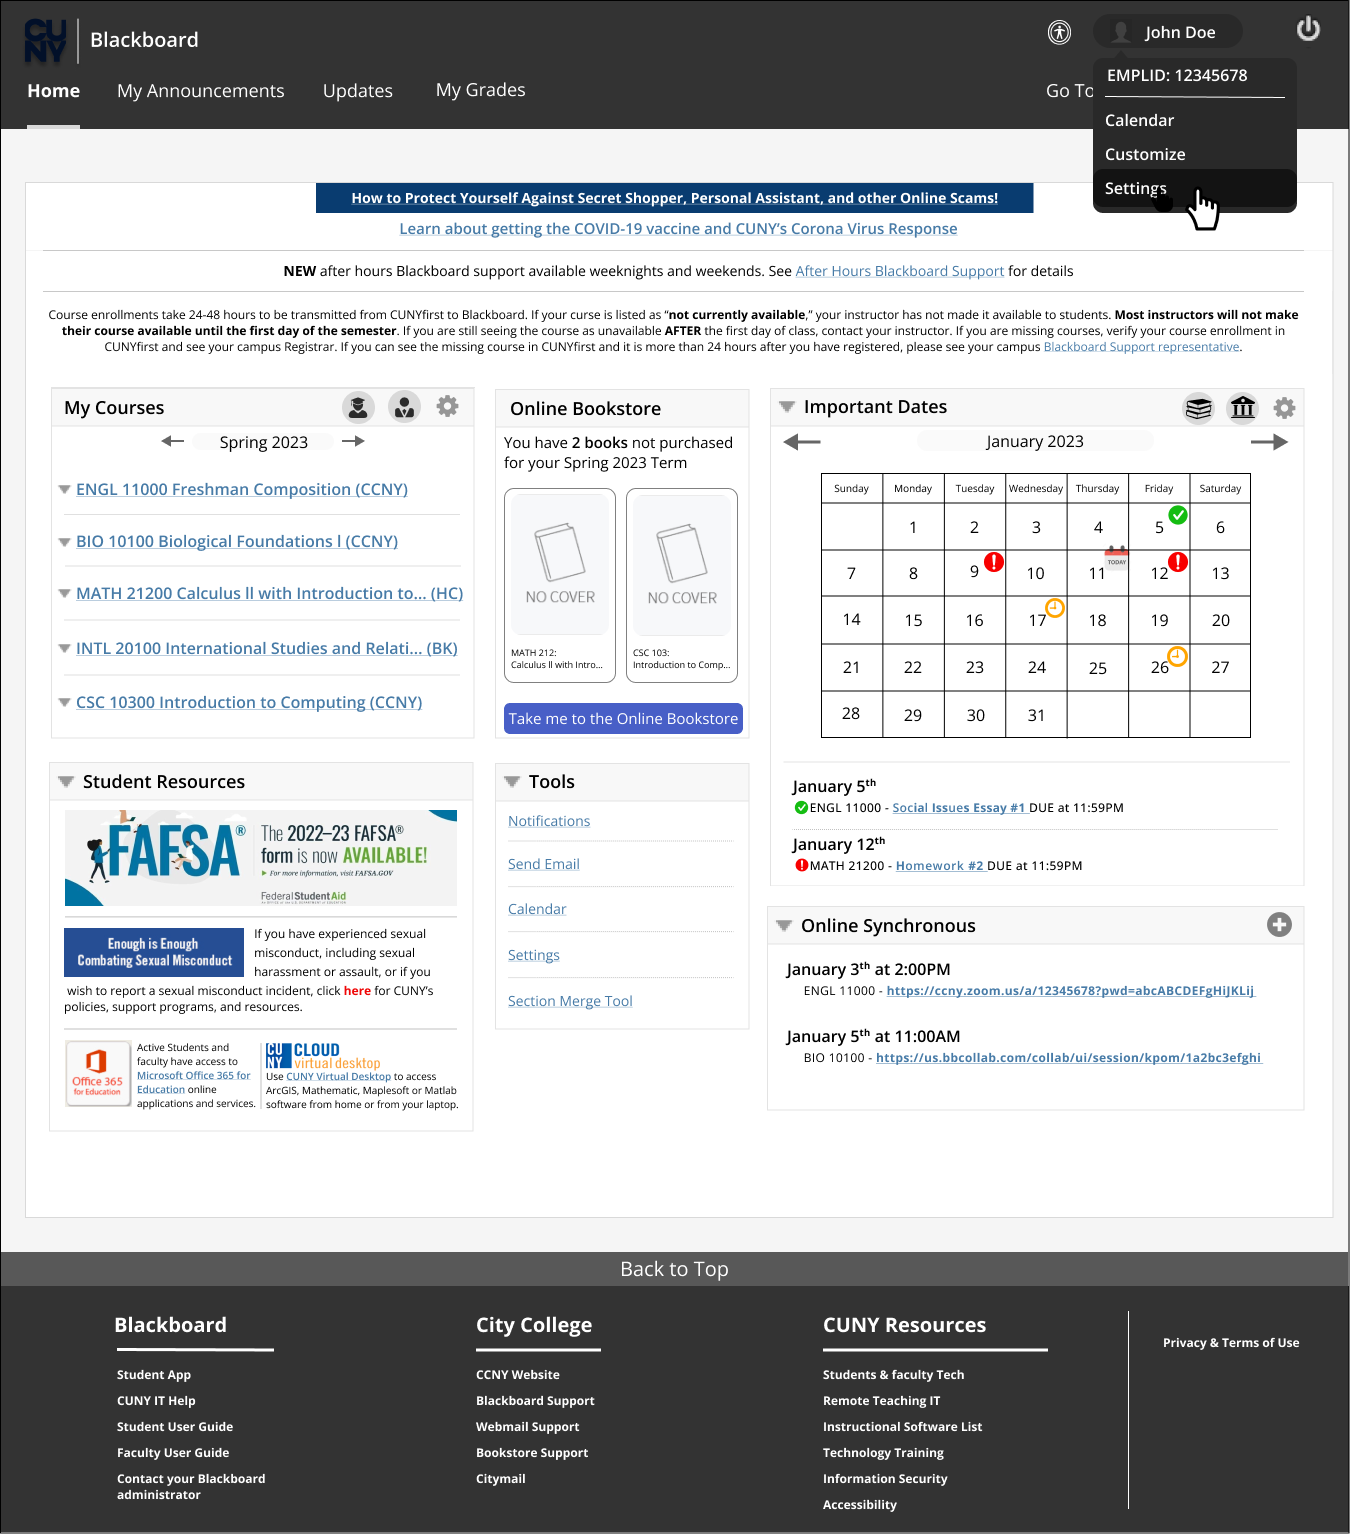 CUNY
Blackboard
John Doe
Home
My Announcements
Updates
My Grades
Go To
EMPLID: 12345678
Calendar
Customize
Settings
How to Protect Yourself Against Secret Shopper, Personal Assistant, and other Online Scams!
Learn about getting the COVID-19 vaccine and CUNY's Corona Virus Response
NEW after hours Blackboard support available weeknights and weekends. See After Hours Blackboard Support for details
Course enrollments take 24-48 hours to be transmitted from CUNYfirst to Blackboard. If your curse is listed as “not currently available,” your instructor has not made it available to students. Most instructors will not make
their course available until the first day of the semester. If you are still seeing the course as unavailable AFTER the first day of class, contact your instructor. If you are missing courses, verify your course enrollment in
CUNYfirst and see your campus Registrar. If you can see the missing course in CUNYfirst and it is more than 24 hours after you have registered, please see your campus Blackboard Support representative.
My Courses
Spring 2023
ENGL 11000 Freshman Composition (CCNY)
BIO 10100 Biological Foundations l (CCNY)
MATH 21200 Calculus ll with Introduction to... (HC)
INTL 20100 International Studies and Relati... (BK)
CSC 10300 Introduction to Computing (CCNY)
Online Bookstore
You have 2 books not purchased
for your Spring 2023 Term
NO COVER
MATH 212:
Calculus ll with Intro...
NO COVER
CSC 103:
Introduction to Comp...
Take me to the Online Bookstore
Important Dates
January 2023
Sunday Monday Tuesday Wednesday Thursday Friday Saturday
1 2 3 4 5 6
7 8 9 10 11 TODAY 12 13
14 15 16 17 18 19 20
21 22 23 24 25 26 27
28 29 30 31
January 5th
ENGL 11000 - Social Issues Essay #1 DUE at 11:59PM
January 12th
MATH 21200 - Homework #2 DUE at 11:59PM
Student Resources
FAFSA®
The 2022–23 FAFSA®
form is now AVAILABLE!
For more information, visit FAFSA.GOV
Federal Student Aid
Enough is Enough
Combating Sexual Misconduct
If you have experienced sexual
misconduct, including sexual
harassment or assault, or if you
wish to report a sexual misconduct incident, click here for CUNY's
policies, support programs, and resources.
Office 365
for Education
Active Students and
faculty have access to
Microsoft Office 365 for
Education online
applications and services.
CUNY CLOUD
virtual desktop
Use CUNY Virtual Desktop to access
ArcGIS, Mathematic, Maplesoft or Matlab
software from home or from your laptop.
Tools
Notifications
Send Email
Calendar
Settings
Section Merge Tool
Online Synchronous
January 3th at 2:00PM
ENGL 11000 - https://ccny.zoom.us/a/12345678?pwd=abcABCDEFgHiJKLij
January 5th at 11:00AM
BIO 10100 - https://us.bbcollab.com/collab/ui/session/kpom/1a2bc3efghi
Back to Top
Blackboard
Student App
CUNY IT Help
Student User Guide
Faculty User Guide
Contact your Blackboard
administrator
City College
CCNY Website
Blackboard Support
Webmail Support
Bookstore Support
Citymail
CUNY Resources
Students & faculty Tech
Remote Teaching IT
Instructional Software List
Technology Training
Information Security
Accessibility
Privacy & Terms of Use